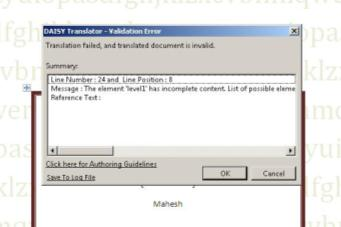 DAISY Translator - Validation Error
Translation failed, and translated document is invalid.
Summary:
Line Number : 24 and Line Position : 8
Message : The element 'level1' has incomplete content. List of possible eleme
Reference Text :
Click here for Authoring Guidelines
Save To Log File
OK
Cancel
Mahesh